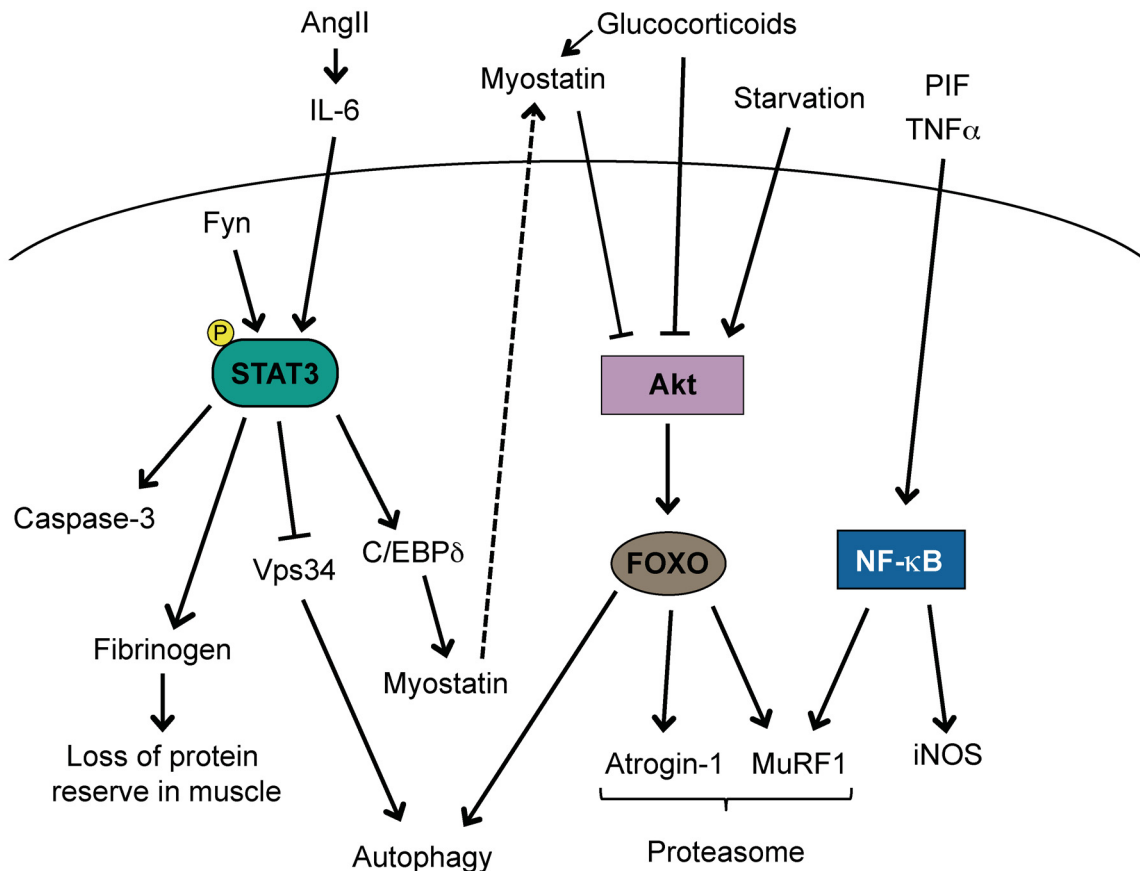 AngII
Glucocorticoids
Myostatin
IL-6
Starvation
PIF
TNFα
Fyn
P
STAT3
Akt
Caspase-3
Vps34
C/EBPδ
FOXO
NF-κB
Fibrinogen
Myostatin
Loss of protein
reserve in muscle
Atrogin-1
MuRF1
iNOS
Autophagy
Proteasome